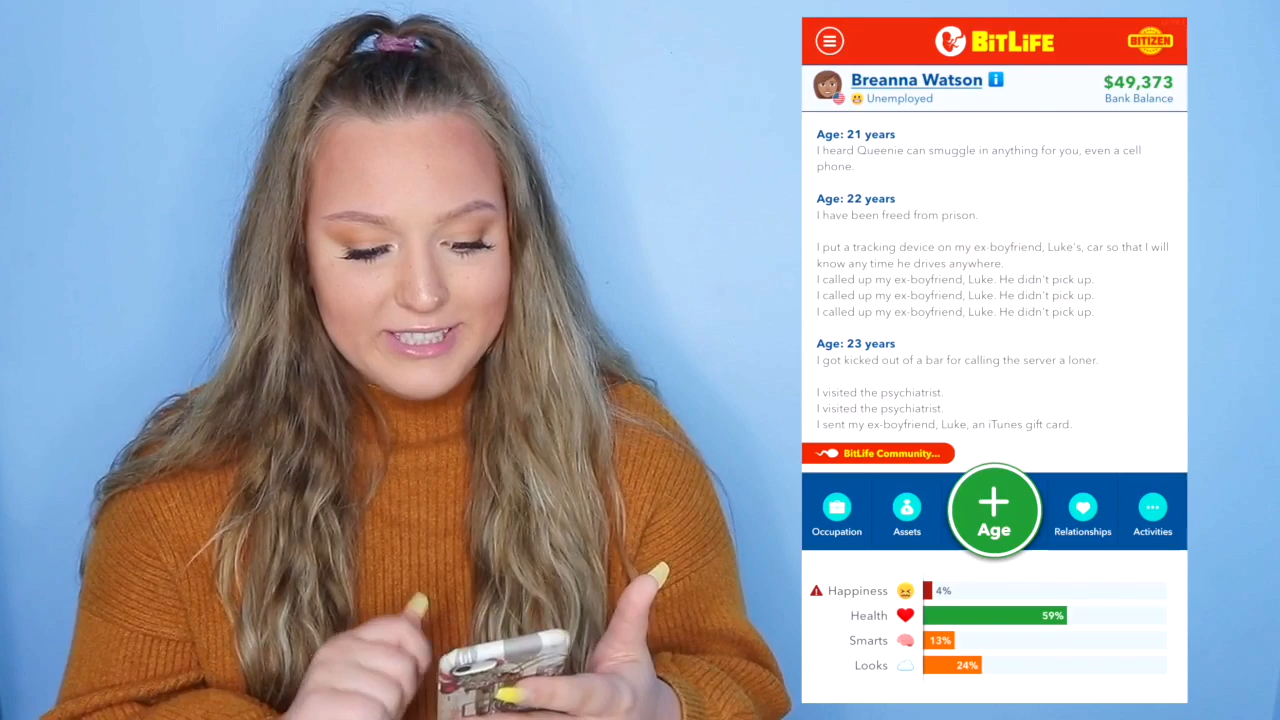 BITLIFE
BITIZEN
Breanna Watson
$49,373
Unemployed
Bank Balance
Age: 21 years
I heard Queenie can smuggle in anything for you, even a cell
phone.
Age: 22 years
I have been freed from prison.
I put a tracking device on my ex-boyfriend, Luke's, car so that I will
know any time he drives anywhere.
I called up my ex-boyfriend, Luke. He didn't pick up.
I called up my ex-boyfriend, Luke. He didn't pick up.
I called up my ex-boyfriend, Luke. He didn't pick up.
Age: 23 years
I got kicked out of a bar for calling the server a loner.
I visited the psychiatrist.
I visited the psychiatrist.
I sent my ex-boyfriend, Luke, an iTunes gift card.
BitLife Community...
+
Age
Occupation
Assets
Relationships
Activities
Happiness 4%
Health 59%
Smarts 13%
Looks 24%